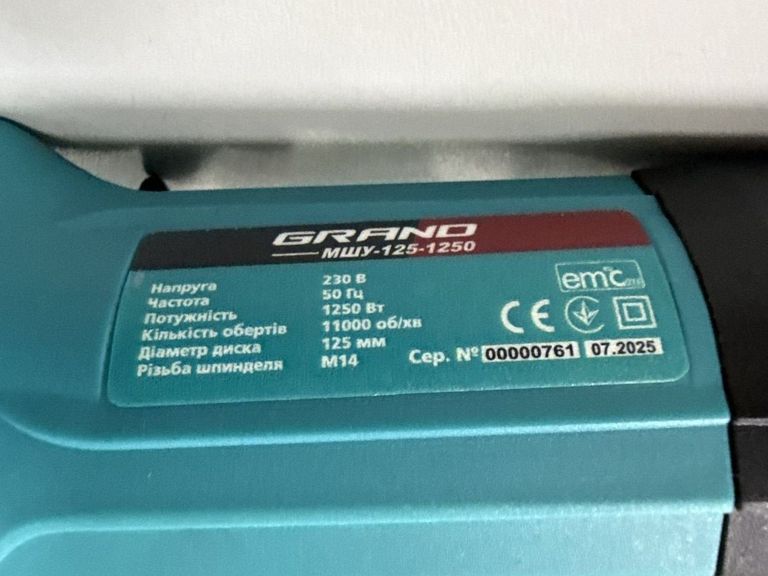 GRAND
МШУ-125-1250
Напруга 230 В
Частота 50 Гц
Потужність 1250 Вт
Кількість обертів 11000 об/хв
Діаметр диска 125 мм
Різьба шпинделя М14
emc
CE
Сер. № 00000761 07.2025